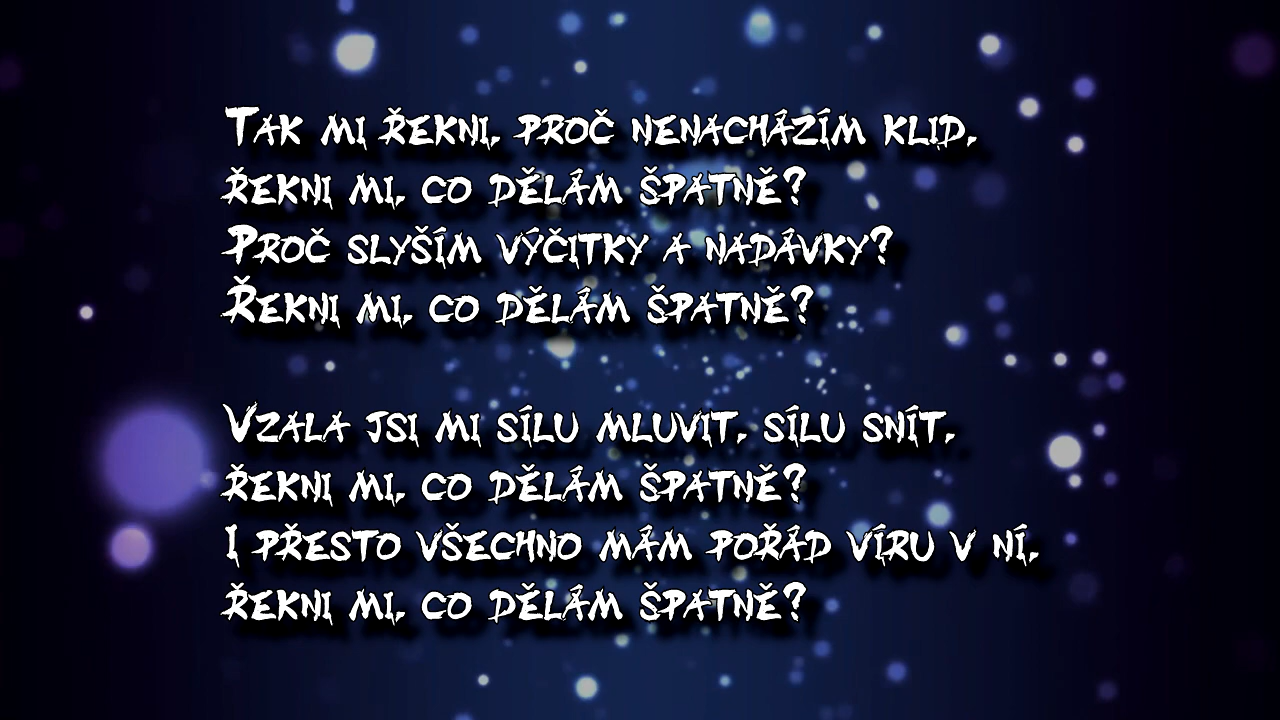 Tak mi řekni, proč nenacházím klid,
řekni mi, co dělám špatně?
Proč slyším výčitky a nadávky?
Řekni mi, co dělám špatně?
Vzala jsi mi sílu mluvit, sílu snít,
řekni mi, co dělám špatně?
I přesto všechno mám pořád víru v ní,
řekni mi, co dělám špatně?